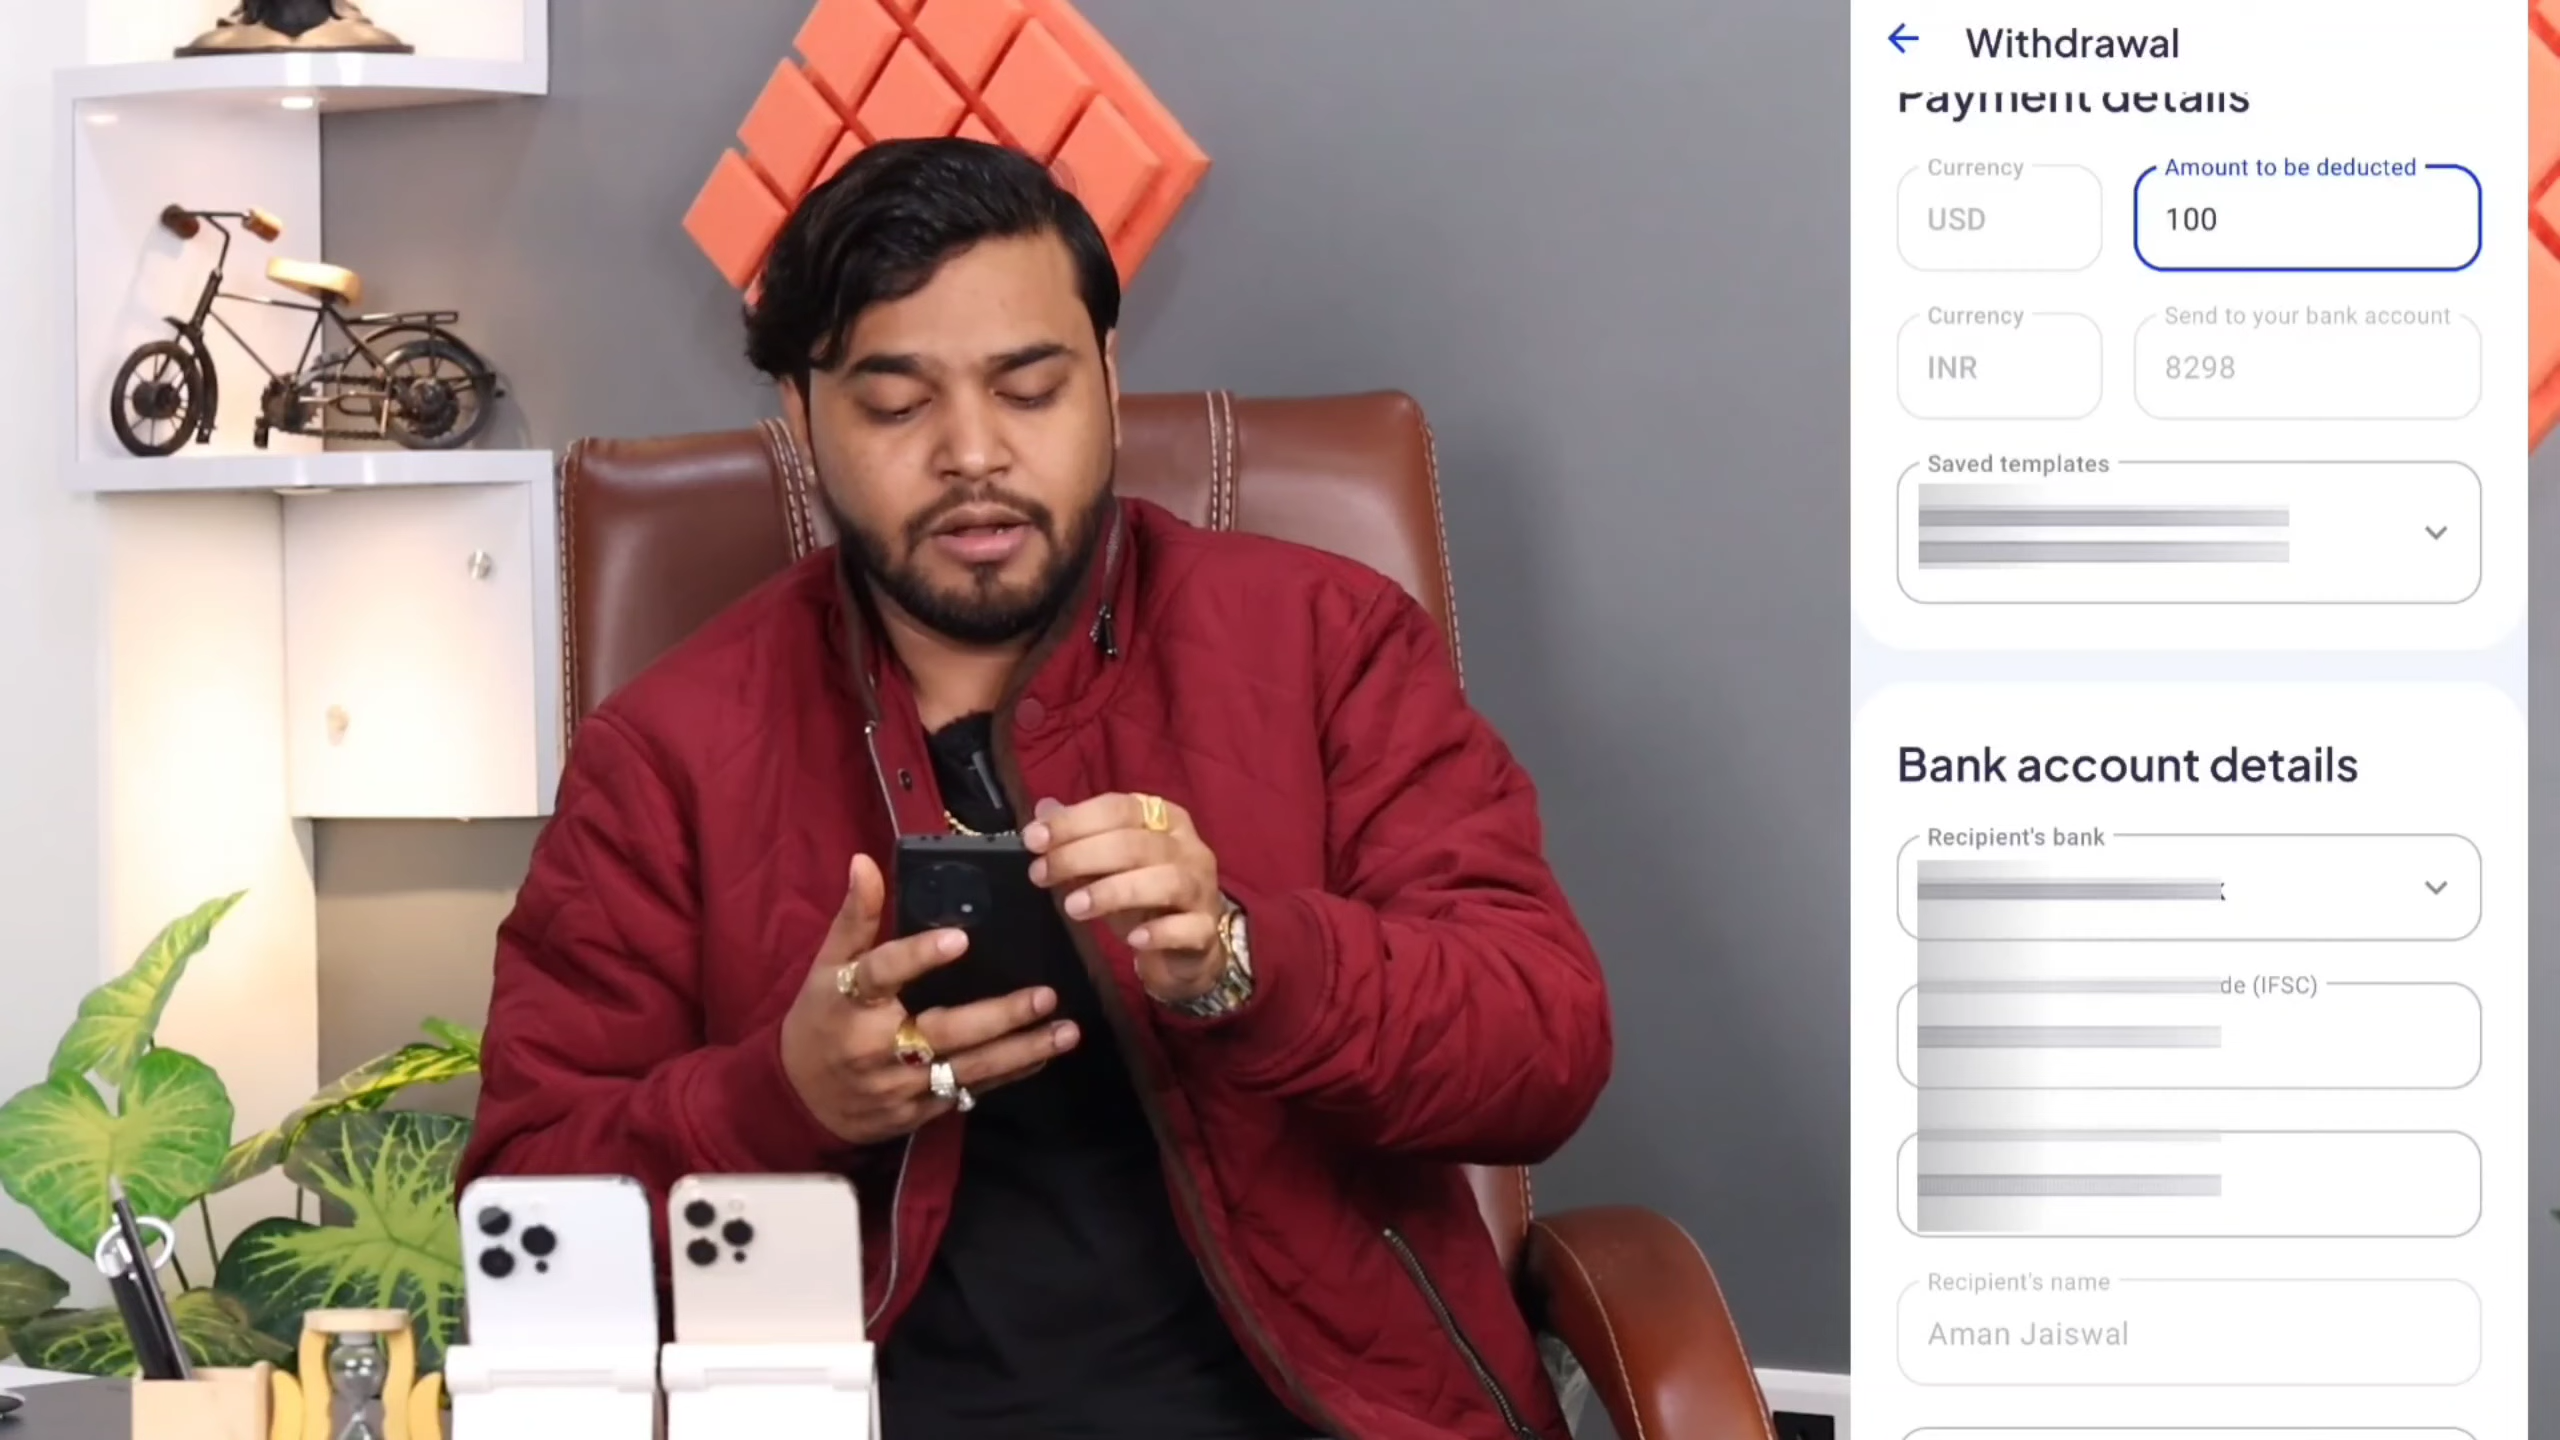 Withdrawal
Payment details
Currency
USD
Amount to be deducted
100
Currency
INR
Send to your bank account
8298
Saved templates
Bank account details
Recipient's bank
de (IFSC)
Recipient's name
Aman Jaiswal